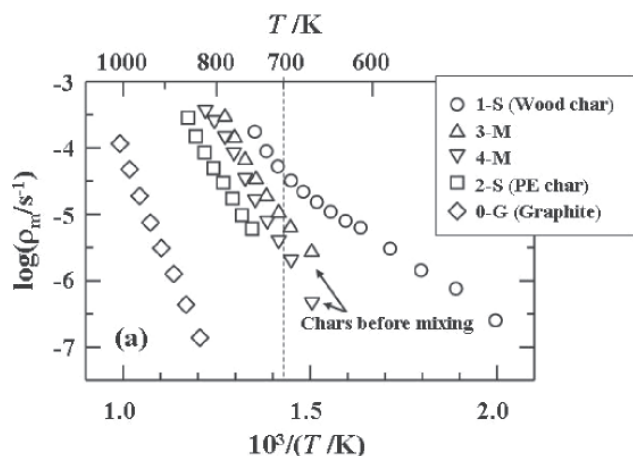 T /K
1000 800 700 600
-3
-4
-5
-6
-7
log(ρm/s-1)
1-S (Wood char)
3-M
4-M
2-S (PE char)
0-G (Graphite)
Chars before mixing
(a)
1.0 1.5 2.0
10³/(T /K)